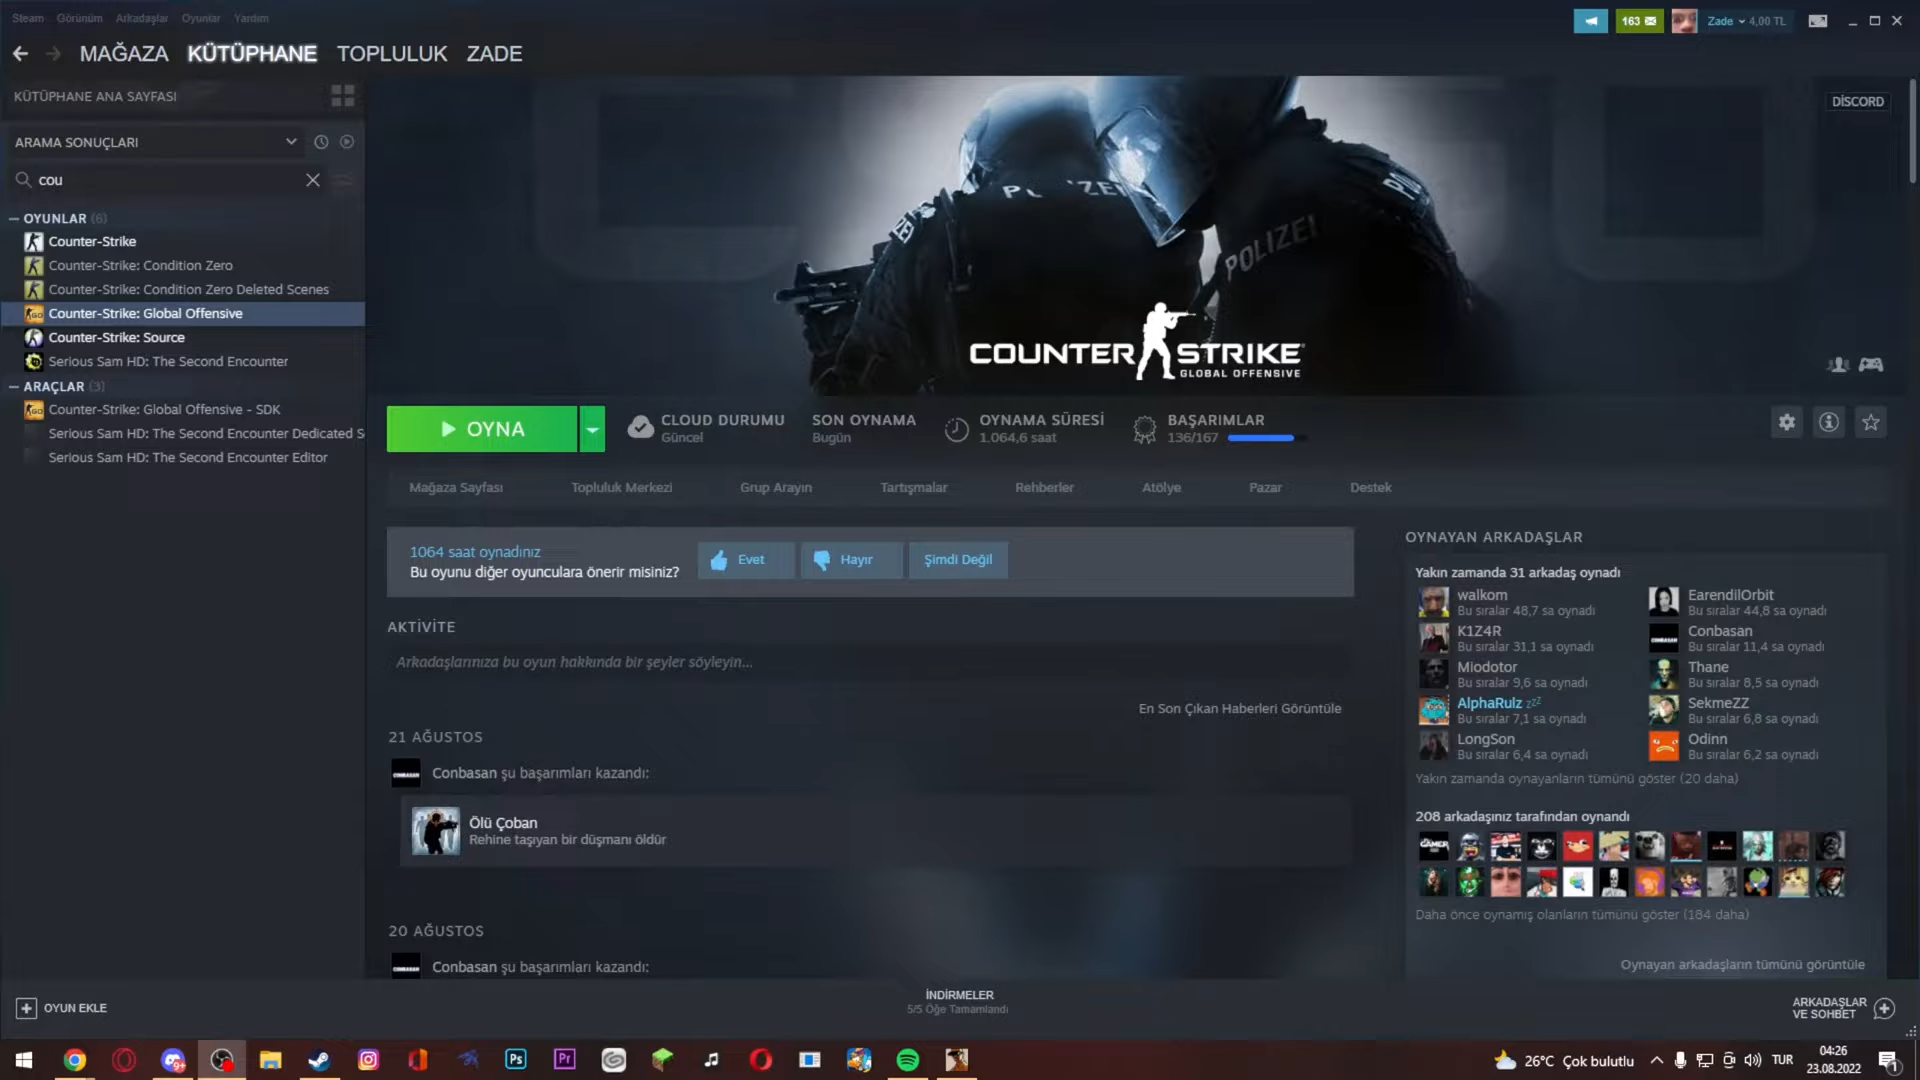 Steam Görünüm Arkadaşlar Oyunlar Yardım
163
Zade 4,00 TL
MAĞAZA KÜTÜPHANE TOPLULUK ZADE
KÜTÜPHANE ANA SAYFASI
DİSCORD
ARAMA SONUÇLARI
cou
— OYUNLAR (6)
Counter-Strike
Counter-Strike: Condition Zero
Counter-Strike: Condition Zero Deleted Scenes
Counter-Strike: Global Offensive
Counter-Strike: Source
Serious Sam HD: The Second Encounter
— ARAÇLAR (3)
Counter-Strike: Global Offensive - SDK
Serious Sam HD: The Second Encounter Dedicated S
Serious Sam HD: The Second Encounter Editor
POLIZEI
COUNTER STRIKE
GLOBAL OFFENSIVE
OYNA
CLOUD DURUMU
Güncel
SON OYNAMA
Bugün
OYNAMA SÜRESİ
1.064,6 saat
BAŞARIMLAR
136/167
Mağaza Sayfası Topluluk Merkezi Grup Arayın Tartışmalar Rehberler Atölye Pazar Destek
1064 saat oynadınız
Bu oyunu diğer oyunculara önerir misiniz?
Evet
Hayır
Şimdi Değil
AKTİVİTE
Arkadaşlarınıza bu oyun hakkında bir şeyler söyleyin...
En Son Çıkan Haberleri Görüntüle
21 AĞUSTOS
Conbasan şu başarımları kazandı:
Ölü Çoban
Rehine taşıyan bir düşmanı öldür
20 AĞUSTOS
Conbasan şu başarımları kazandı:
OYNAYAN ARKADAŞLAR
Yakın zamanda 31 arkadaş oynadı
walkom
Bu sıralar 48,7 sa oynadı
EarendilOrbit
Bu sıralar 44,8 sa oynadı
K1Z4R
Bu sıralar 31,1 sa oynadı
Conbasan
Bu sıralar 11,4 sa oynadı
Miodotor
Bu sıralar 9,6 sa oynadı
Thane
Bu sıralar 8,5 sa oynadı
AlphaRulz zzz
Bu sıralar 7,1 sa oynadı
SekmeZZ
Bu sıralar 6,8 sa oynadı
LongSon
Bu sıralar 6,4 sa oynadı
Odinn
Bu sıralar 6,2 sa oynadı
Yakın zamanda oynayanların tümünü göster (20 daha)
208 arkadaşınız tarafından oynandı
Daha önce oynamış olanların tümünü göster (184 daha)
Oynayan arkadaşların tümünü görüntüle
OYUN EKLE
İNDİRMELER
5/5 Öğe Tamamlandı
ARKADAŞLAR
VE SOHBET
9+
Ps
Pr
26°C Çok bulutlu
TUR
04:26
23.08.2022
1